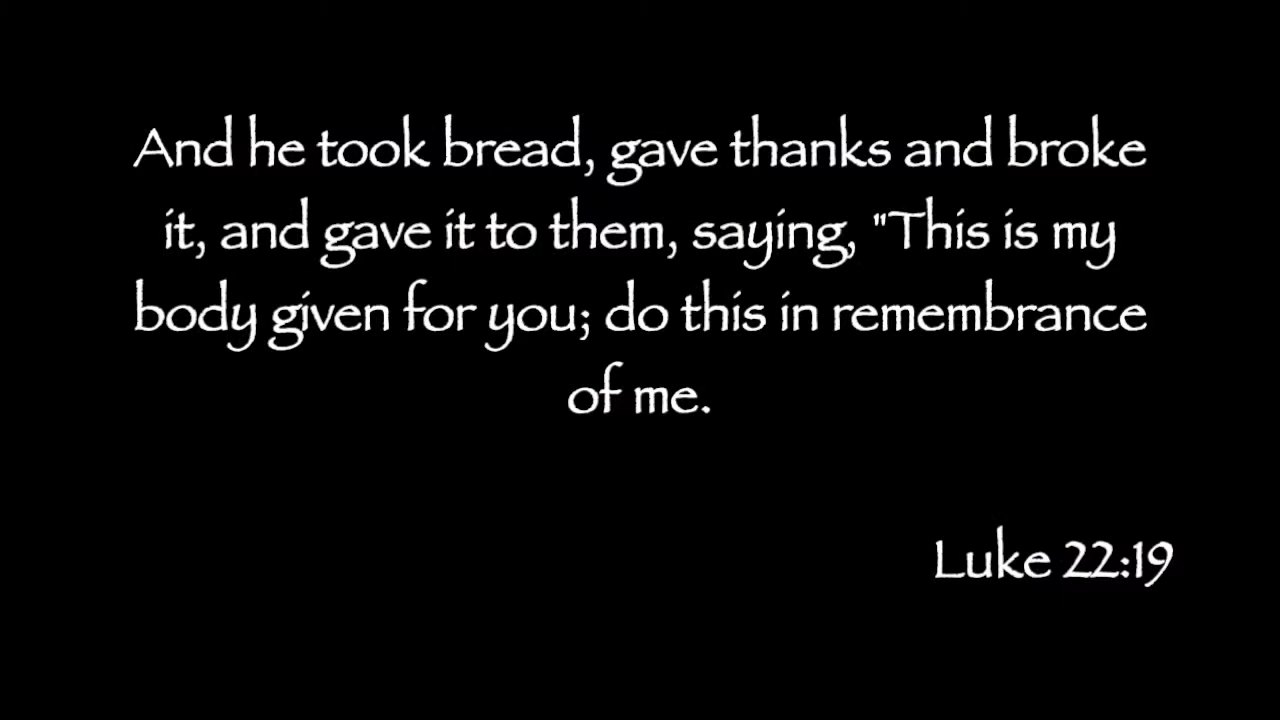 And he took bread, gave thanks and broke
it, and gave it to them, saying, "This is my
body given for you; do this in remembrance
of me.
Luke 22:19